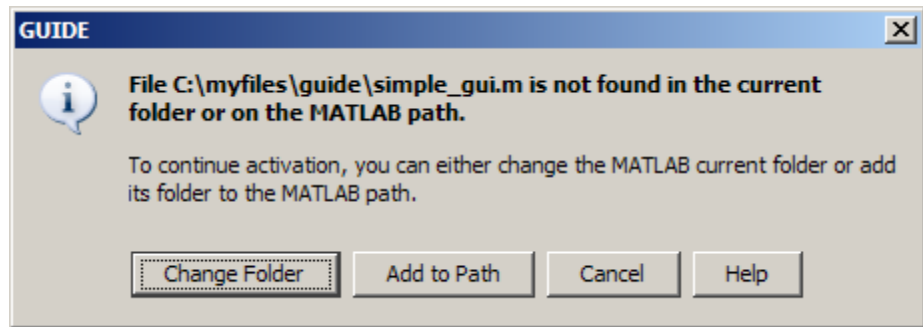 GUIDE
File C:\myfiles\guide\simple_gui.m is not found in the current
folder or on the MATLAB path.
To continue activation, you can either change the MATLAB current folder or add
its folder to the MATLAB path.
Change Folder Add to Path Cancel Help